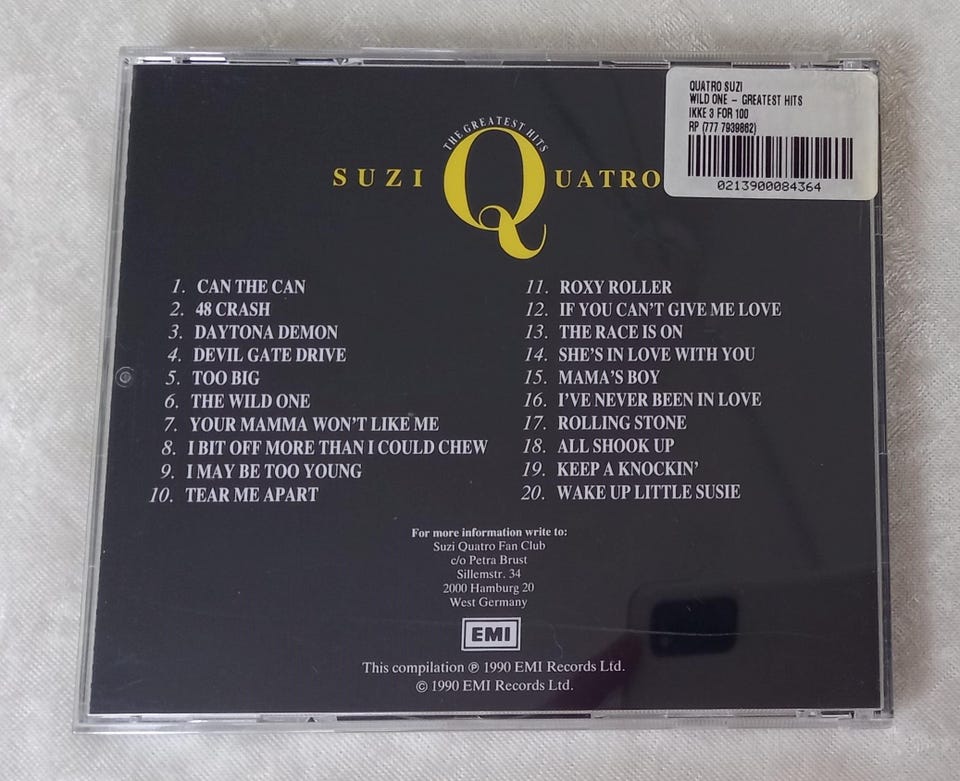 QUATRO SUZI
WILD ONE - GREATEST HITS
IKKE 3 FOR 100
RP (777 7939862)
0213900084364
THE GREATEST HITS
SUZI QUATRO
1. CAN THE CAN
2. 48 CRASH
3. DAYTONA DEMON
4. DEVIL GATE DRIVE
5. TOO BIG
6. THE WILD ONE
7. YOUR MAMMA WON'T LIKE ME
8. I BIT OFF MORE THAN I COULD CHEW
9. I MAY BE TOO YOUNG
10. TEAR ME APART
11. ROXY ROLLER
12. IF YOU CAN'T GIVE ME LOVE
13. THE RACE IS ON
14. SHE'S IN LOVE WITH YOU
15. MAMA'S BOY
16. I'VE NEVER BEEN IN LOVE
17. ROLLING STONE
18. ALL SHOOK UP
19. KEEP A KNOCKIN'
20. WAKE UP LITTLE SUSIE
For more information write to:
Suzi Quatro Fan Club
c/o Petra Brust
Sillemstr. 34
2000 Hamburg 20
West Germany
EMI
This compilation ℗ 1990 EMI Records Ltd.
© 1990 EMI Records Ltd.